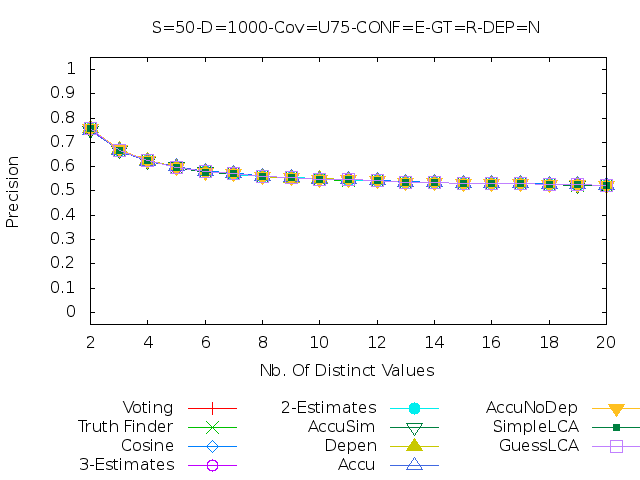 S=50-D=1000-Cov=U75-CONF=E-GT=R-DEP=N
1
0.9
0.8
0.7
0.6
0.5
0.4
0.3
0.2
0.1
0
Precision
2 4 6 8 10 12 14 16 18 20
Nb. Of Distinct Values
Voting 2-Estimates AccuNoDep
Truth Finder AccuSim SimpleLCA
Cosine Depen GuessLCA
3-Estimates Accu